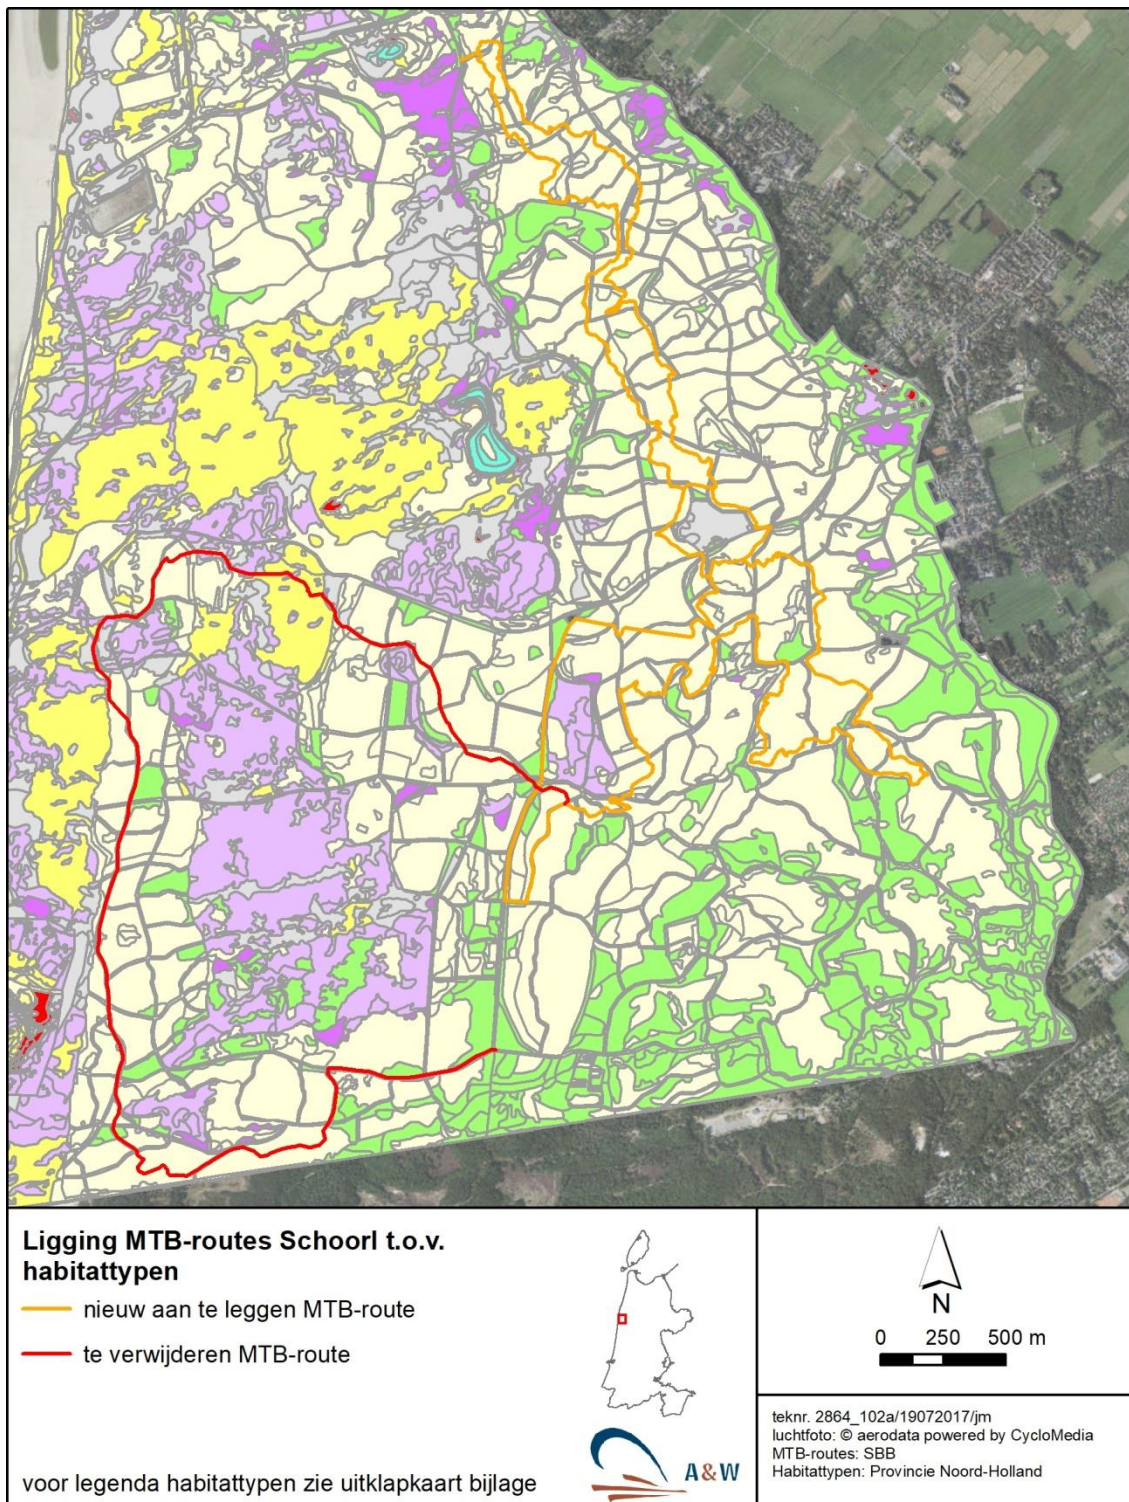 Ligging MTB-routes Schoorl t.o.v.
habitattypen
nieuw aan te leggen MTB-route
te verwijderen MTB-route
voor legenda habitattypen zie uitklapkaart bijlage
A&W
N
0 250 500 m
teknr. 2864_102a/19072017/jm
luchtfoto: © aerodata powered by CycloMedia
MTB-routes: SBB
Habitattypen: Provincie Noord-Holland